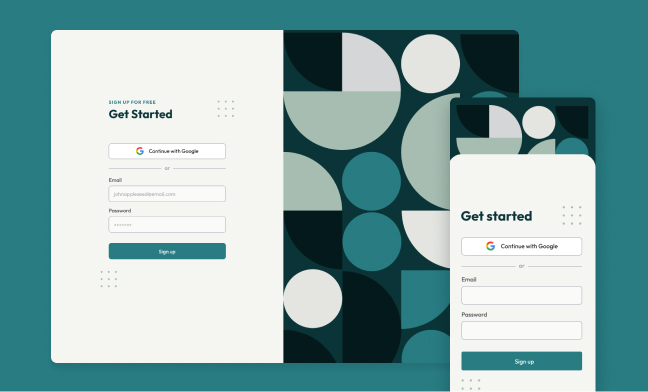 SIGN UP FOR FREE
Get Started
Continue with Google
or
Email
johnappleseed@email.com
Password
Sign up
Get started
Continue with Google
or
Email
Password
Sign up